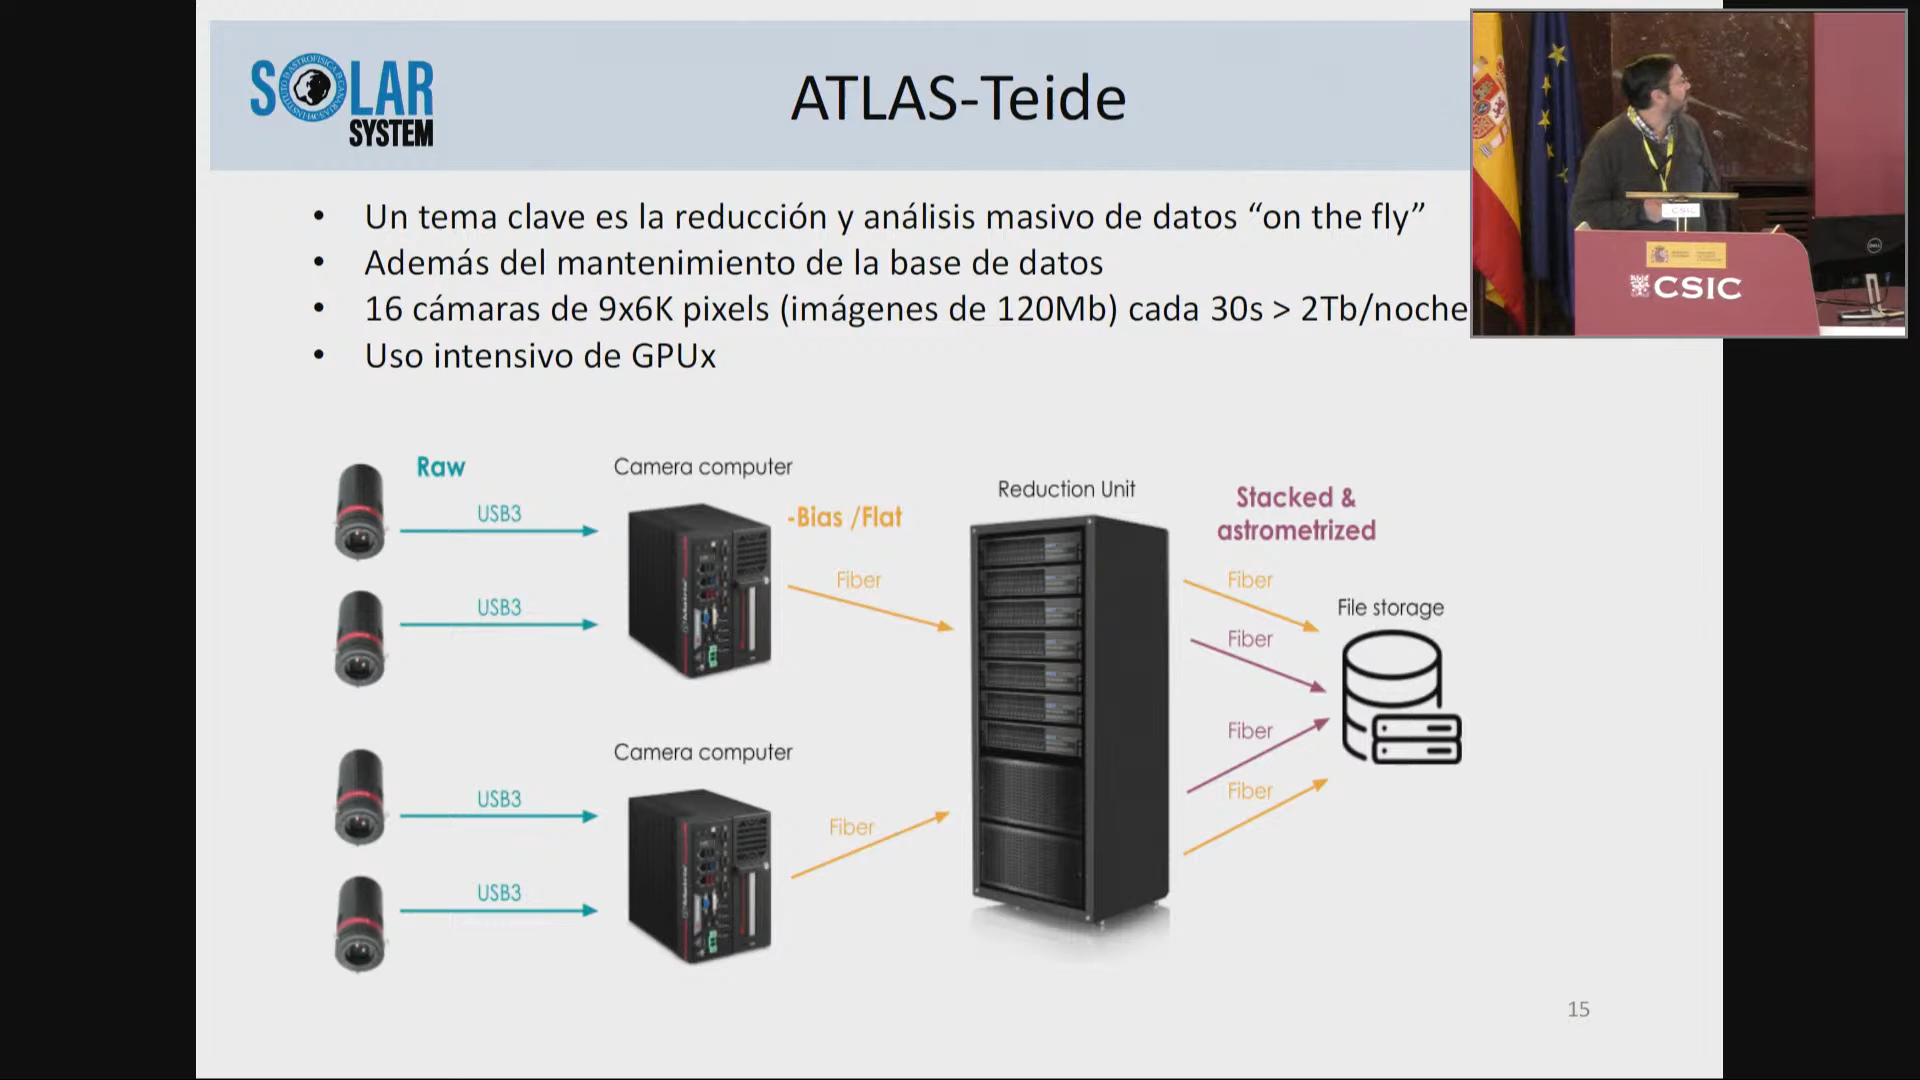 SOLAR
SYSTEM
ATLAS-Teide
• Un tema clave es la reducción y análisis masivo de datos “on the fly”
• Además del mantenimiento de la base de datos
• 16 cámaras de 9x6K pixels (imágenes de 120Mb) cada 30s > 2Tb/noche
• Uso intensivo de GPUx
CSIC
CSIC
Raw
Camera computer
Reduction Unit
Stacked &
astrometrized
USB3
-Bias /Flat
Fiber
Fiber
File storage
USB3
Fiber
Camera computer
Fiber
USB3
Fiber
Fiber
USB3
15